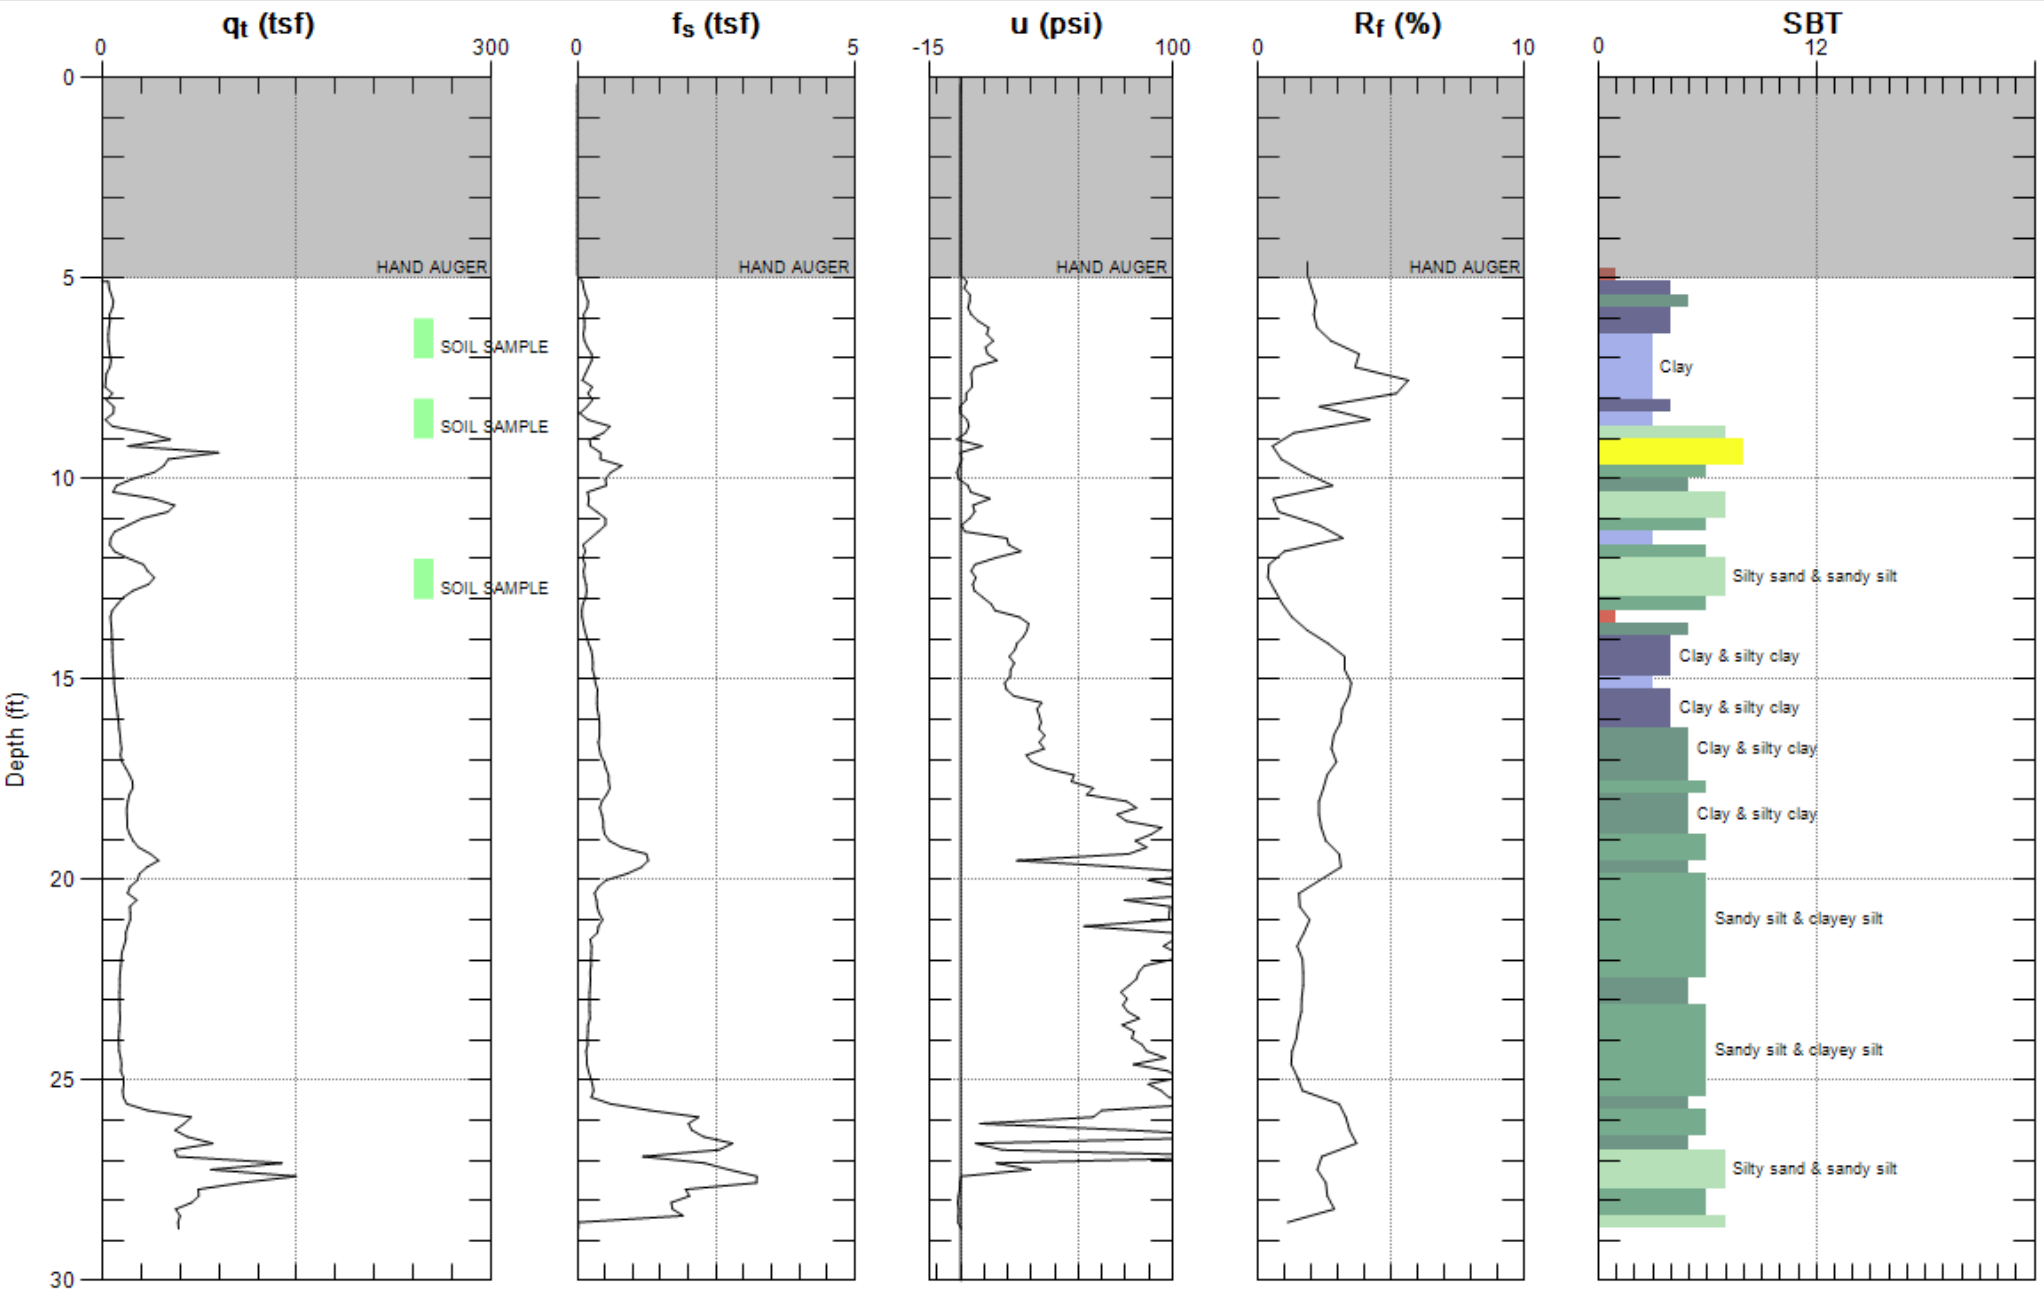 qt (tsf)
fs (tsf)
u (psi)
Rf (%)
SBT
0 300
0 5
-15 100
0 10
0 12
0
HAND AUGER HAND AUGER HAND AUGER HAND AUGER
5
SOIL SAMPLE
Clay
SOIL SAMPLE
10
Silty sand & sandy silt
SOIL SAMPLE
Clay & silty clay
15
Clay & silty clay
Depth (ft)
Clay & silty clay
Clay & silty clay
20
Sandy silt & clayey silt
Sandy silt & clayey silt
25
Silty sand & sandy silt
30